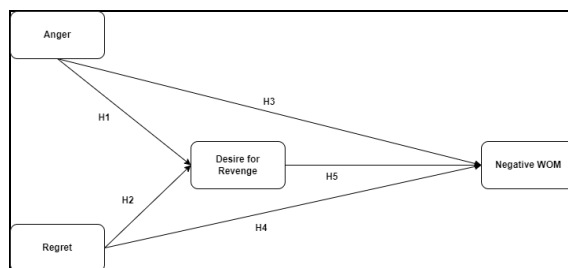 Anger
H3
H1
Desire for
Revenge
Negative WOM
H5
H2
H4
Regret